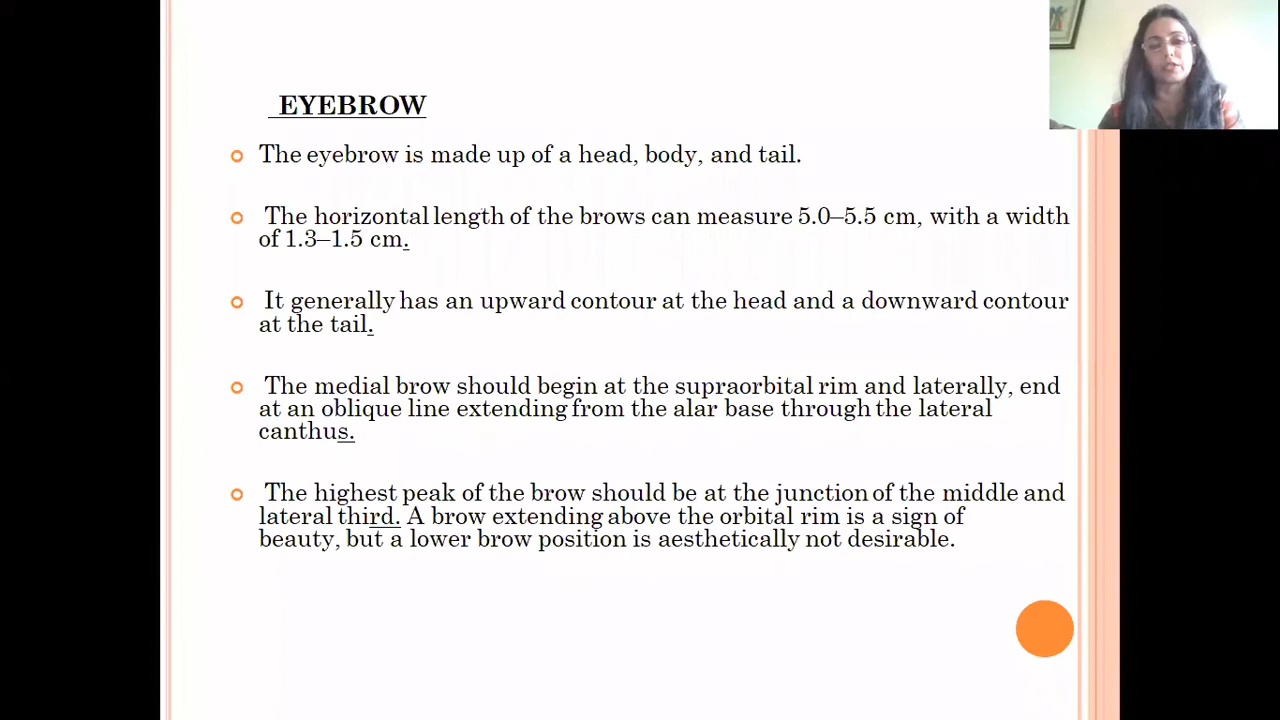 EYEBROW
The eyebrow is made up of a head, body, and tail.
The horizontal length of the brows can measure 5.0–5.5 cm, with a width
of 1.3–1.5 cm.
It generally has an upward contour at the head and a downward contour
at the tail.
The medial brow should begin at the supraorbital rim and laterally, end
at an oblique line extending from the alar base through the lateral
canthus.
The highest peak of the brow should be at the junction of the middle and
lateral third. A brow extending above the orbital rim is a sign of
beauty, but a lower brow position is aesthetically not desirable.